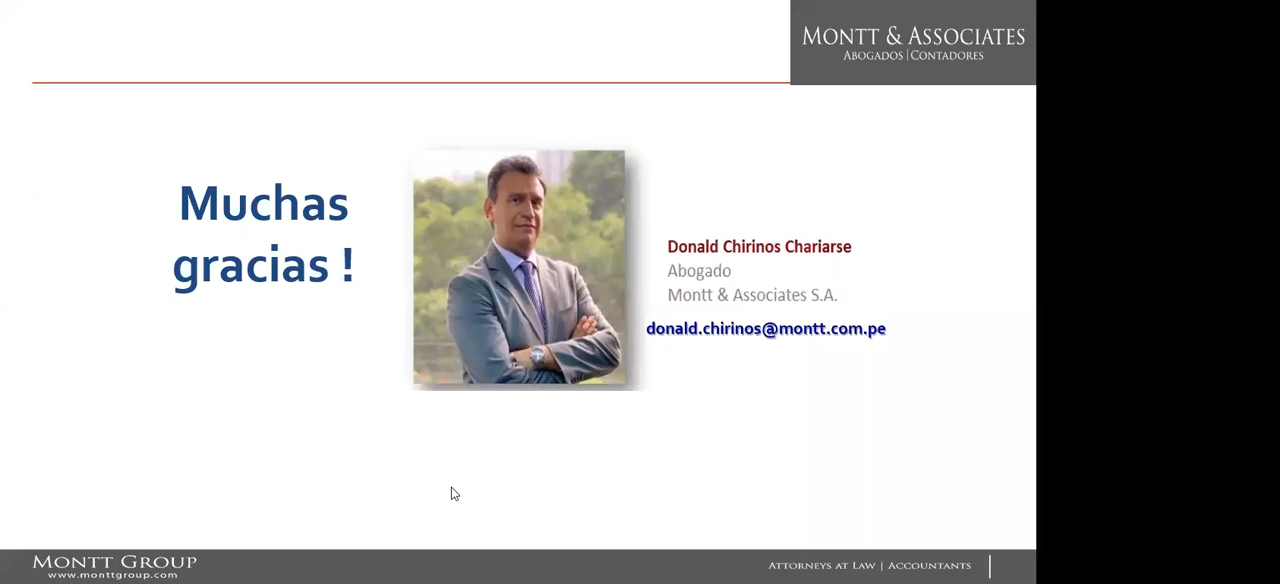 MONTT & ASSOCIATES
ABOGADOS | CONTADORES
Muchas
gracias !
Donald Chirinos Chariarse
Abogado
Montt & Associates S.A.
donald.chirinos@montt.com.pe
MONTT GROUP
www.monttgroup.com
ATTORNEYS AT LAW | ACCOUNTANTS